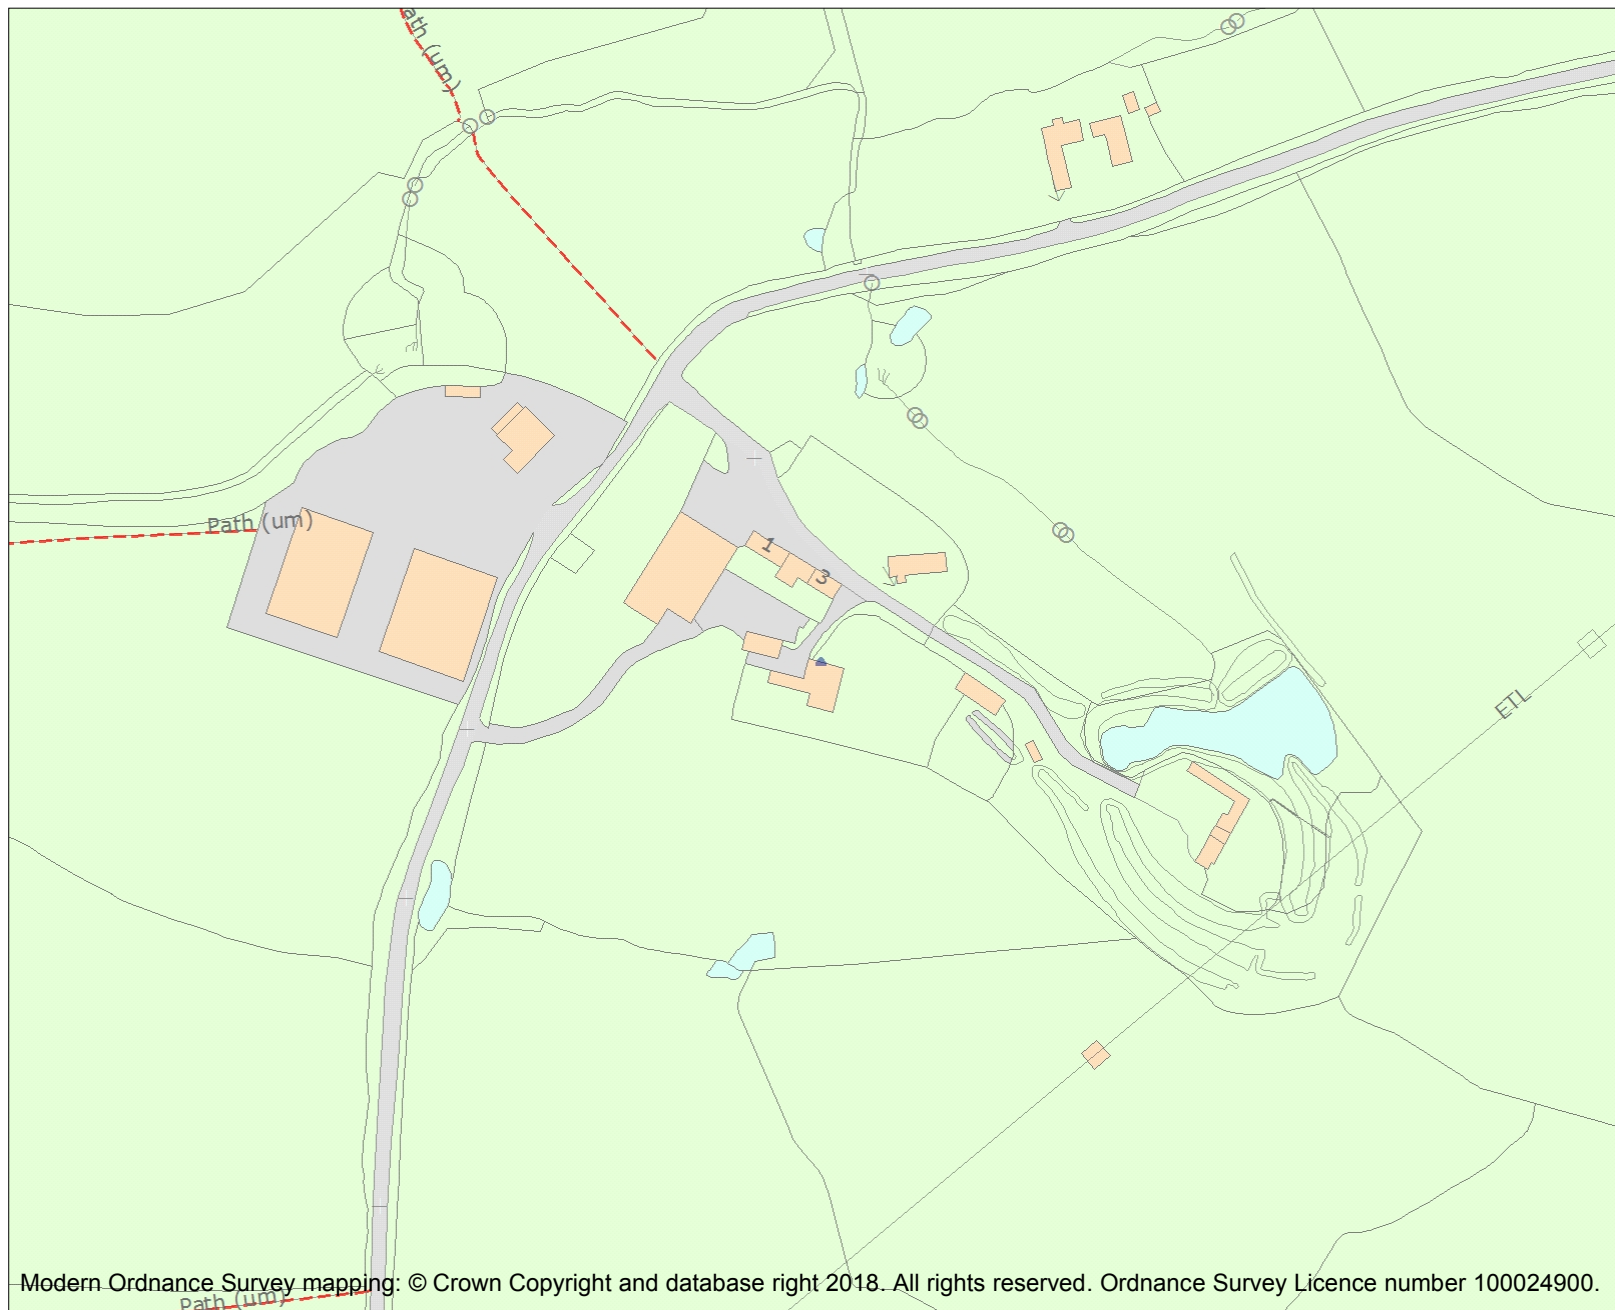 Path (um)
Path (um)
1
3
ETL
Modern Ordnance Survey mapping: © Crown Copyright and database right 2018. All rights reserved. Ordnance Survey Licence number 100024900.
Path (um)